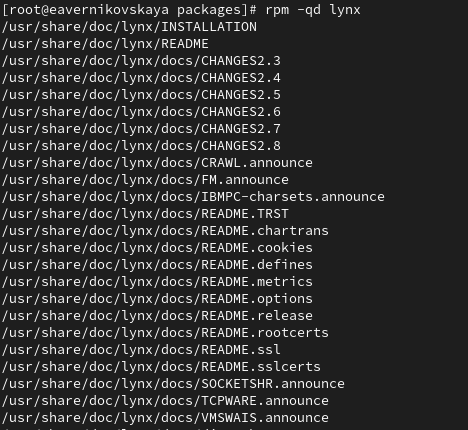 [root@eavernikovskaya packages]# rpm -qd lynx
/usr/share/doc/lynx/INSTALLATION
/usr/share/doc/lynx/README
/usr/share/doc/lynx/docs/CHANGES2.3
/usr/share/doc/lynx/docs/CHANGES2.4
/usr/share/doc/lynx/docs/CHANGES2.5
/usr/share/doc/lynx/docs/CHANGES2.6
/usr/share/doc/lynx/docs/CHANGES2.7
/usr/share/doc/lynx/docs/CHANGES2.8
/usr/share/doc/lynx/docs/CRAWL.announce
/usr/share/doc/lynx/docs/FM.announce
/usr/share/doc/lynx/docs/IBMPC-charsets.announce
/usr/share/doc/lynx/docs/README.TRST
/usr/share/doc/lynx/docs/README.chartrans
/usr/share/doc/lynx/docs/README.cookies
/usr/share/doc/lynx/docs/README.defines
/usr/share/doc/lynx/docs/README.metrics
/usr/share/doc/lynx/docs/README.options
/usr/share/doc/lynx/docs/README.release
/usr/share/doc/lynx/docs/README.rootcerts
/usr/share/doc/lynx/docs/README.ssl
/usr/share/doc/lynx/docs/README.sslcerts
/usr/share/doc/lynx/docs/SOCKETSHR.announce
/usr/share/doc/lynx/docs/TCPWARE.announce
/usr/share/doc/lynx/docs/VMSWAIS.announce